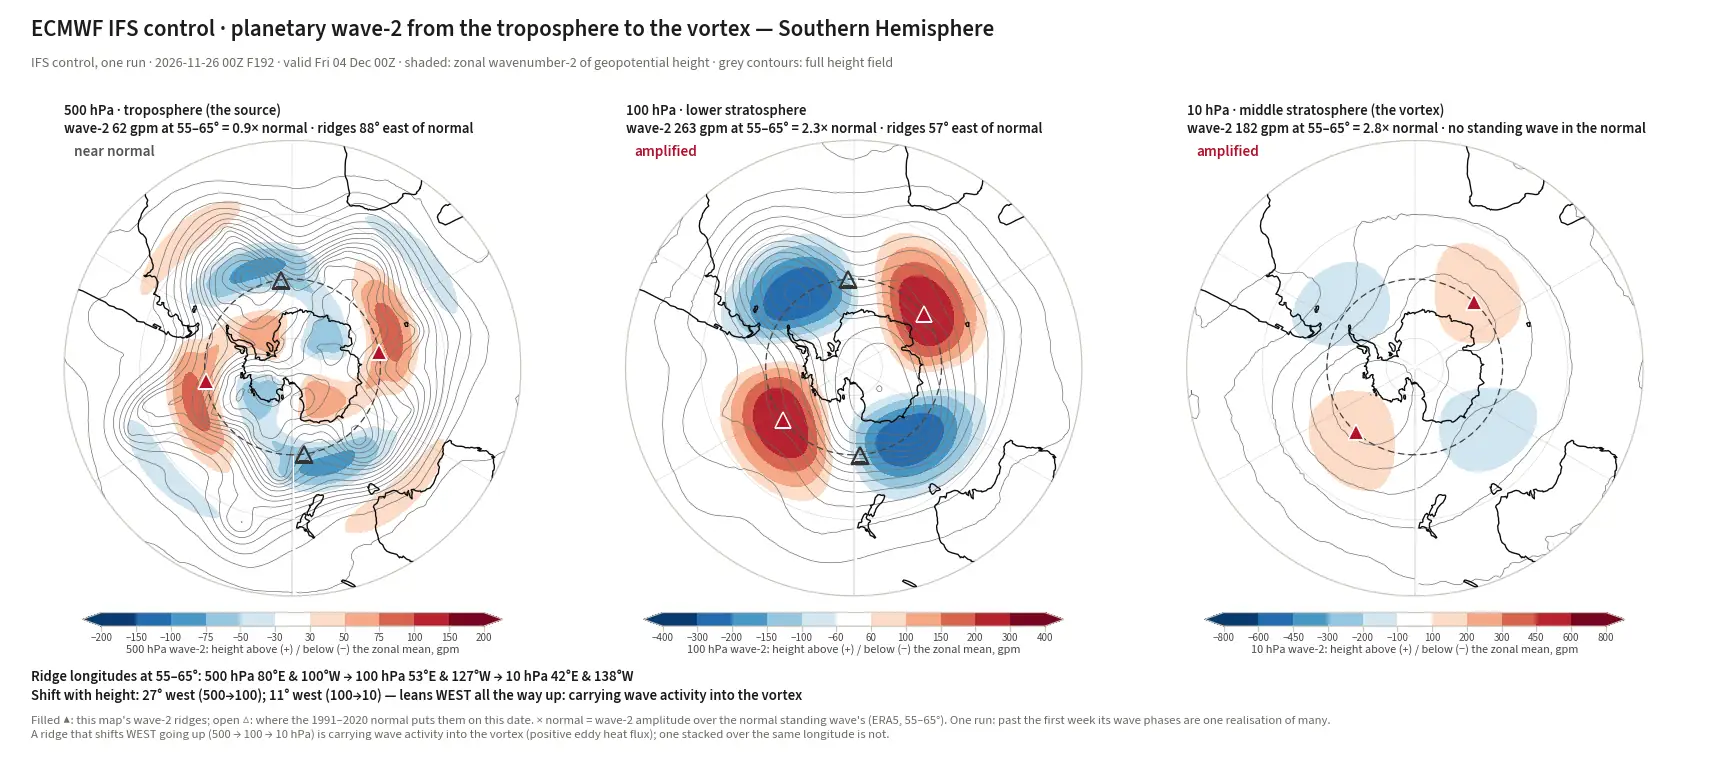 ECMWF IFS control · planetary wave-2 from the troposphere to the vortex — Southern Hemisphere
IFS control, one run · 2026-11-26 00Z F192 · valid Fri 04 Dec 00Z · shaded: zonal wavenumber-2 of geopotential height · grey contours: full height field
500 hPa · troposphere (the source)
wave-2 62 gpm at 55–65° = 0.9× normal · ridges 88° east of normal
near normal
100 hPa · lower stratosphere
wave-2 263 gpm at 55–65° = 2.3× normal · ridges 57° east of normal
amplified
10 hPa · middle stratosphere (the vortex)
wave-2 182 gpm at 55–65° = 2.8× normal · no standing wave in the normal
amplified
−200 −150 −100 −75 −50 −30 30 50 75 100 150 200
500 hPa wave-2: height above (+) / below (−) the zonal mean, gpm
−400 −300 −200 −150 −100 −60 60 100 150 200 300 400
100 hPa wave-2: height above (+) / below (−) the zonal mean, gpm
−800 −600 −450 −300 −200 −100 100 200 300 450 600 800
10 hPa wave-2: height above (+) / below (−) the zonal mean, gpm
Ridge longitudes at 55–65°: 500 hPa 80°E & 100°W → 100 hPa 53°E & 127°W → 10 hPa 42°E & 138°W
Shift with height: 27° west (500→100); 11° west (100→10) — leans WEST all the way up: carrying wave activity into the vortex
Filled ▲: this map's wave-2 ridges; open △: where the 1991–2020 normal puts them on this date. × normal = wave-2 amplitude over the normal standing wave's (ERA5, 55–65°). One run: past the first week its wave phases are one realisation of many.
A ridge that shifts WEST going up (500 → 100 → 10 hPa) is carrying wave activity into the vortex (positive eddy heat flux); one stacked over the same longitude is not.